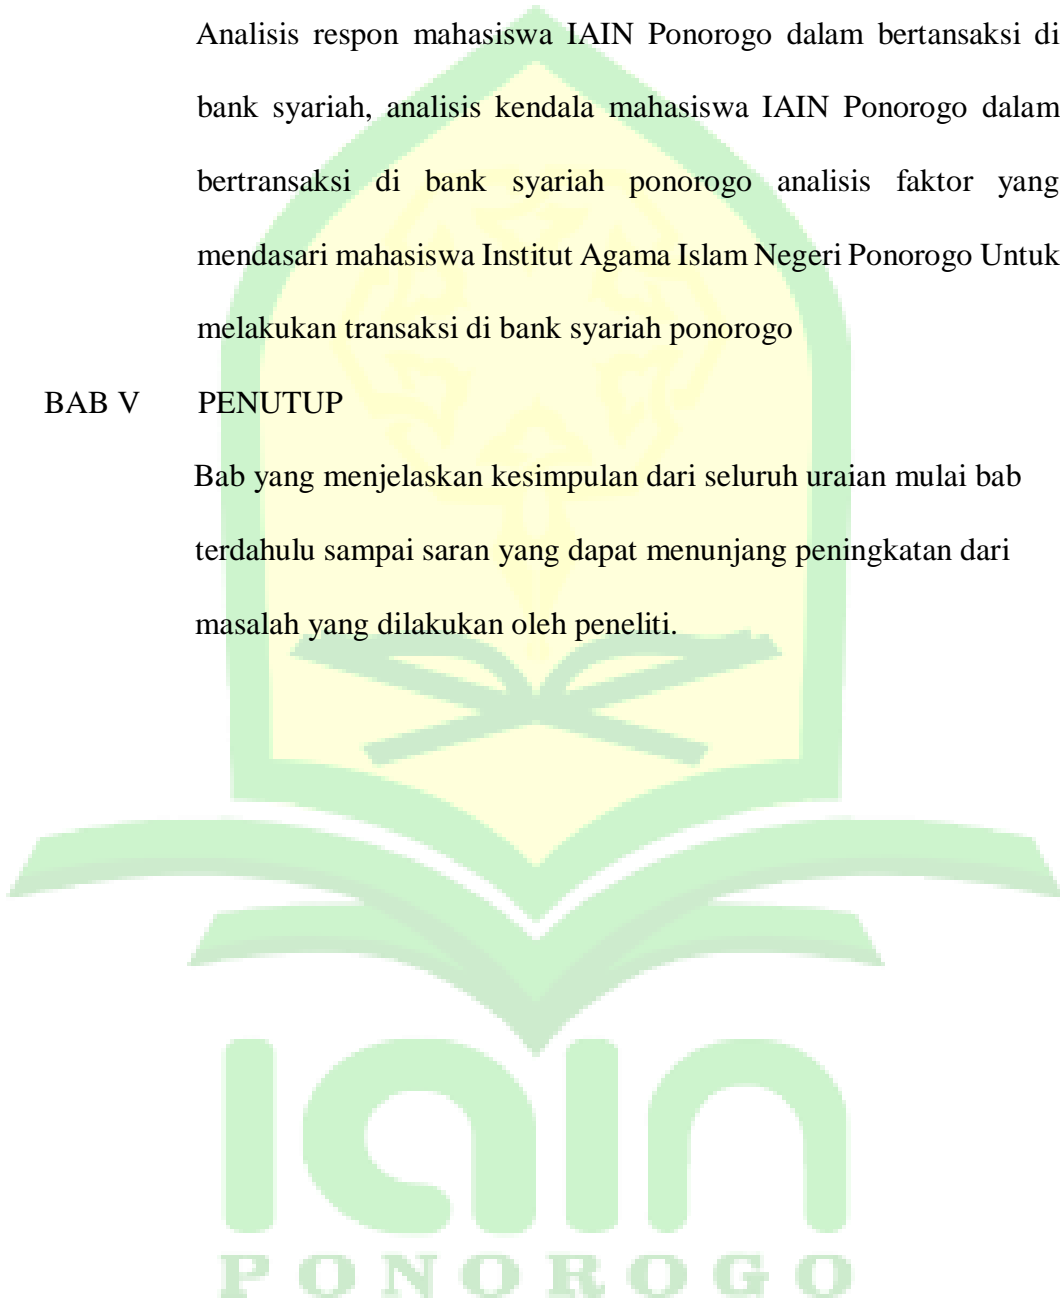 Analisis respon mahasiswa IAIN Ponorogo dalam bertansaksi di
bank syariah, analisis kendala mahasiswa IAIN Ponorogo dalam
bertransaksi di bank syariah ponorogo analisis faktor yang
mendasari mahasiswa Institut Agama Islam Negeri Ponorogo Untuk
melakukan transaksi di bank syariah ponorogo
BAB V PENUTUP
Bab yang menjelaskan kesimpulan dari seluruh uraian mulai bab
terdahulu sampai saran yang dapat menunjang peningkatan dari
masalah yang dilakukan oleh peneliti.
iain
PONOROGO